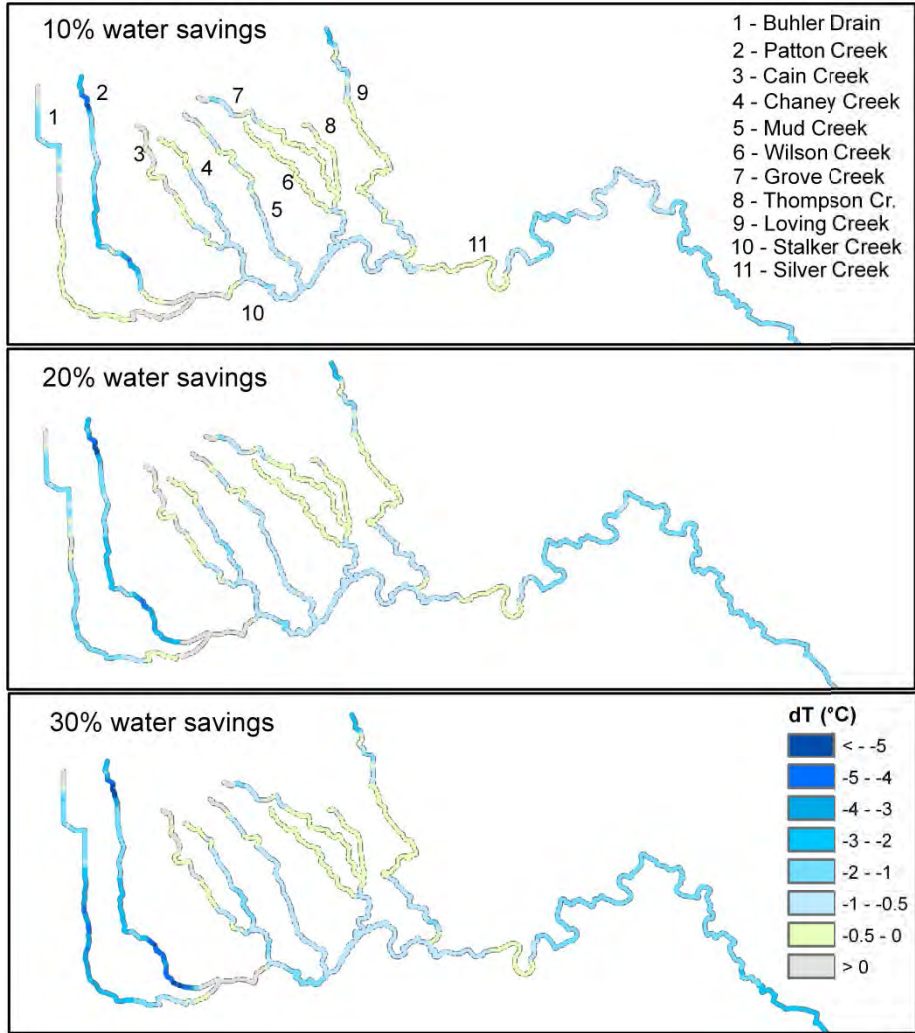 10% water savings
1 - Buhler Drain
2 - Patton Creek
3 - Cain Creek
4 - Chaney Creek
5 - Mud Creek
6 - Wilson Creek
7 - Grove Creek
8 - Thompson Cr.
9 - Loving Creek
10 - Stalker Creek
11 - Silver Creek
1
2
3
4
5
6
7
8
9
10
11
20% water savings
30% water savings
dT (°C)
< - -5
-5 - -4
-4 - -3
-3 - -2
-2 - -1
-1 - -0.5
-0.5 - 0
> 0